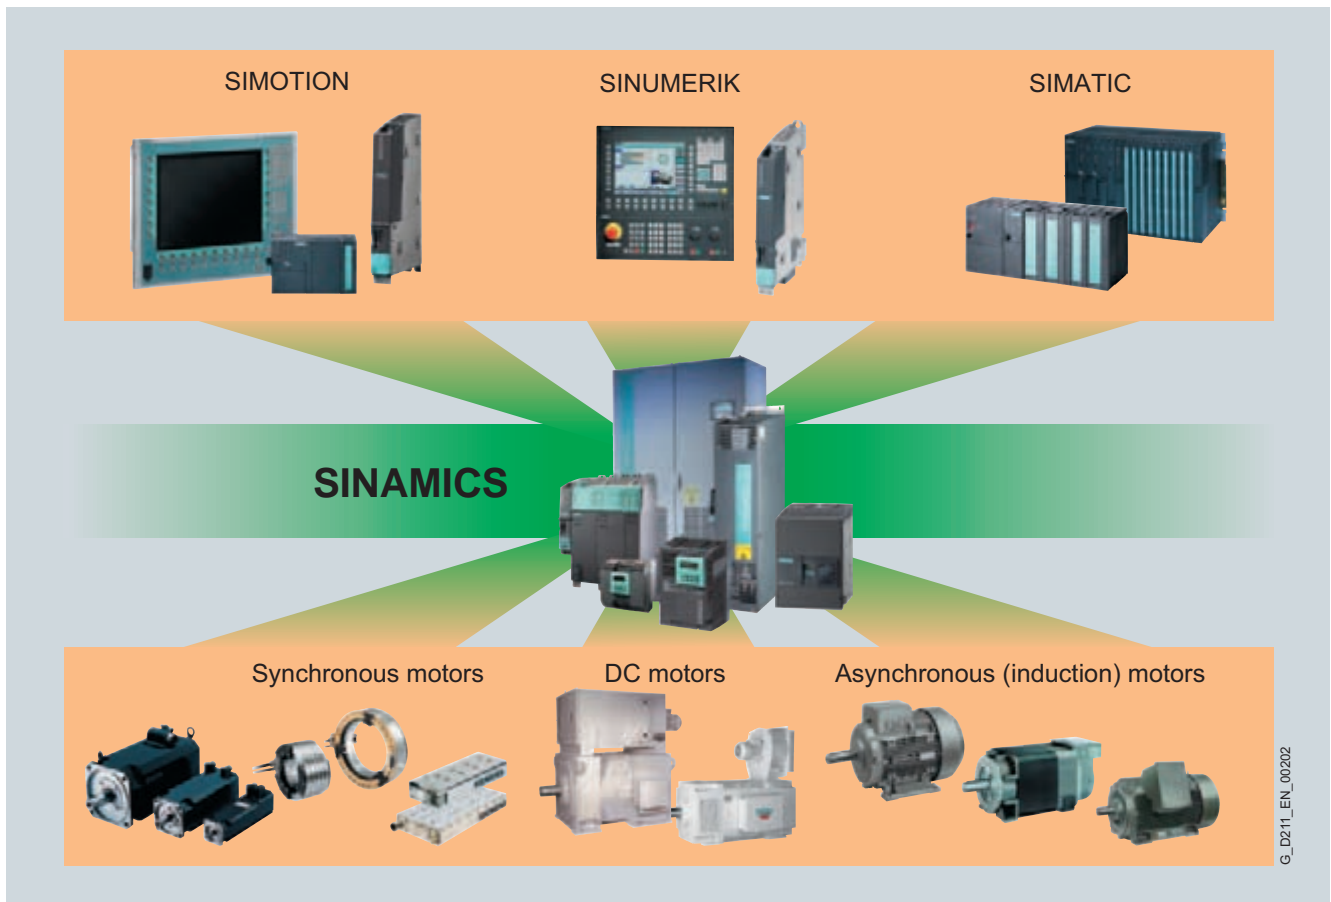 SIMOTION
SINUMERIK
SIMATIC
SINAMICS
Synchronous motors
DC motors
Asynchronous (induction) motors
G_D211_EN_00202